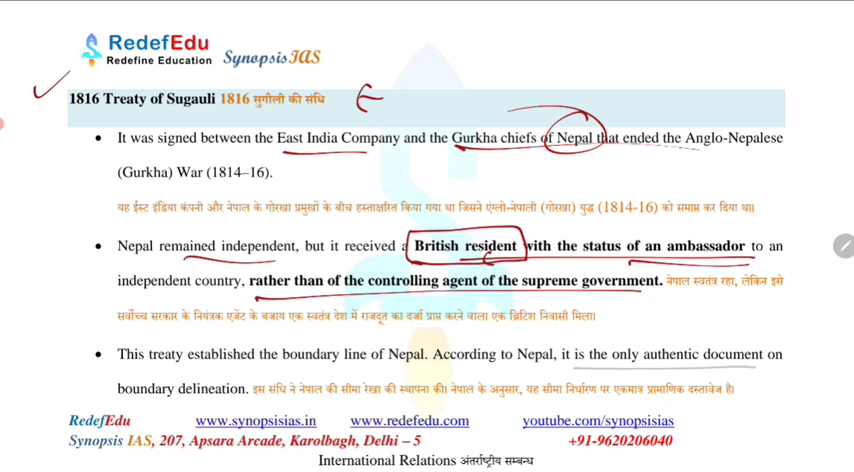 RedefEdu
Redefine Education
Synopsis IAS
1816 Treaty of Sugauli 1816 सुगौली की संधि
• It was signed between the East India Company and the Gurkha chiefs of Nepal that ended the Anglo-Nepalese
(Gurkha) War (1814–16).
यह ईस्ट इंडिया कंपनी और नेपाल के गोरखा प्रमुखों के बीच हस्ताक्षरित किया गया था जिसने एंग्लो-नेपाली (गोरखा) युद्ध (1814-16) को समाप्त कर दिया था।
• Nepal remained independent, but it received a British resident with the status of an ambassador to an
independent country, rather than of the controlling agent of the supreme government. नेपाल स्वतंत्र रहा, लेकिन इसे
सर्वोच्च सरकार के नियंत्रक एजेंट के बजाय एक स्वतंत्र देश में राजदूत का दर्जा प्राप्त करने वाला एक ब्रिटिश निवासी मिला।
• This treaty established the boundary line of Nepal. According to Nepal, it is the only authentic document on
boundary delineation. इस संधि ने नेपाल की सीमा रेखा की स्थापना की। नेपाल के अनुसार, यह सीमा निर्धारण पर एकमात्र प्रामाणिक दस्तावेज है।
RedefEdu www.synopsisias.in www.redefedu.com youtube.com/synopsisias
Synopsis IAS, 207, Apsara Arcade, Karolbagh, Delhi – 5 +91-9620206040
International Relations अंतर्राष्ट्रीय सम्बन्ध